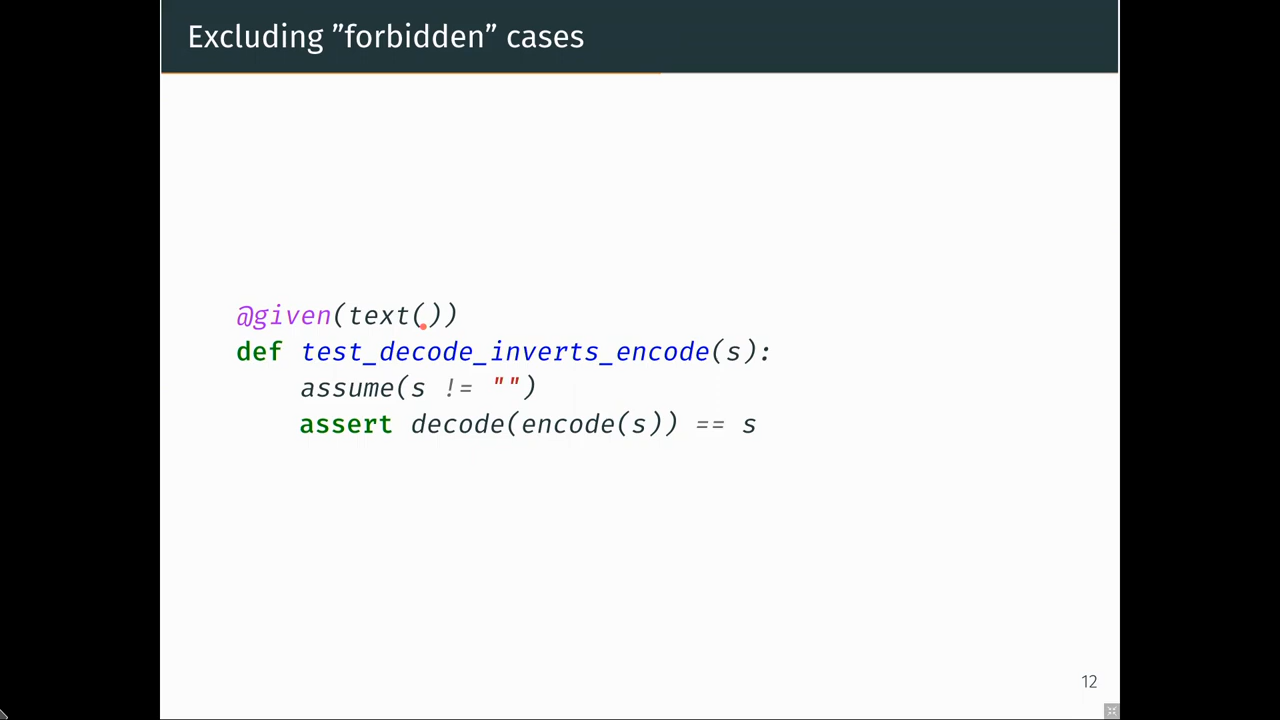 Excluding ”forbidden” cases
@given(text())
def test_decode_inverts_encode(s):
    assume(s != "")
    assert decode(encode(s)) == s
12